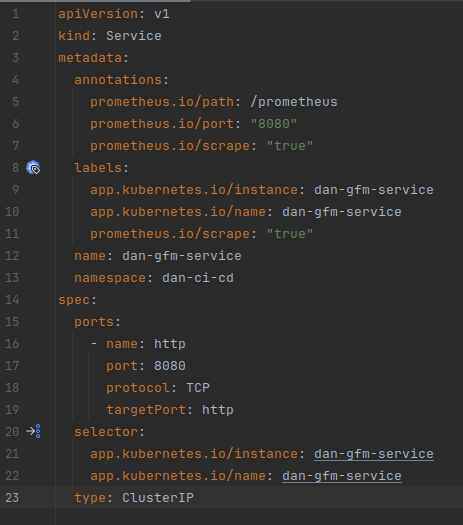 1 apiVersion: v1
2 kind: Service
3 metadata:
4   annotations:
5     prometheus.io/path: /prometheus
6     prometheus.io/port: "8080"
7     prometheus.io/scrape: "true"
8   labels:
9     app.kubernetes.io/instance: dan-gfm-service
10     app.kubernetes.io/name: dan-gfm-service
11     prometheus.io/scrape: "true"
12   name: dan-gfm-service
13   namespace: dan-ci-cd
14 spec:
15   ports:
16     - name: http
17       port: 8080
18       protocol: TCP
19       targetPort: http
20   selector:
21     app.kubernetes.io/instance: dan-gfm-service
22     app.kubernetes.io/name: dan-gfm-service
23   type: ClusterIP